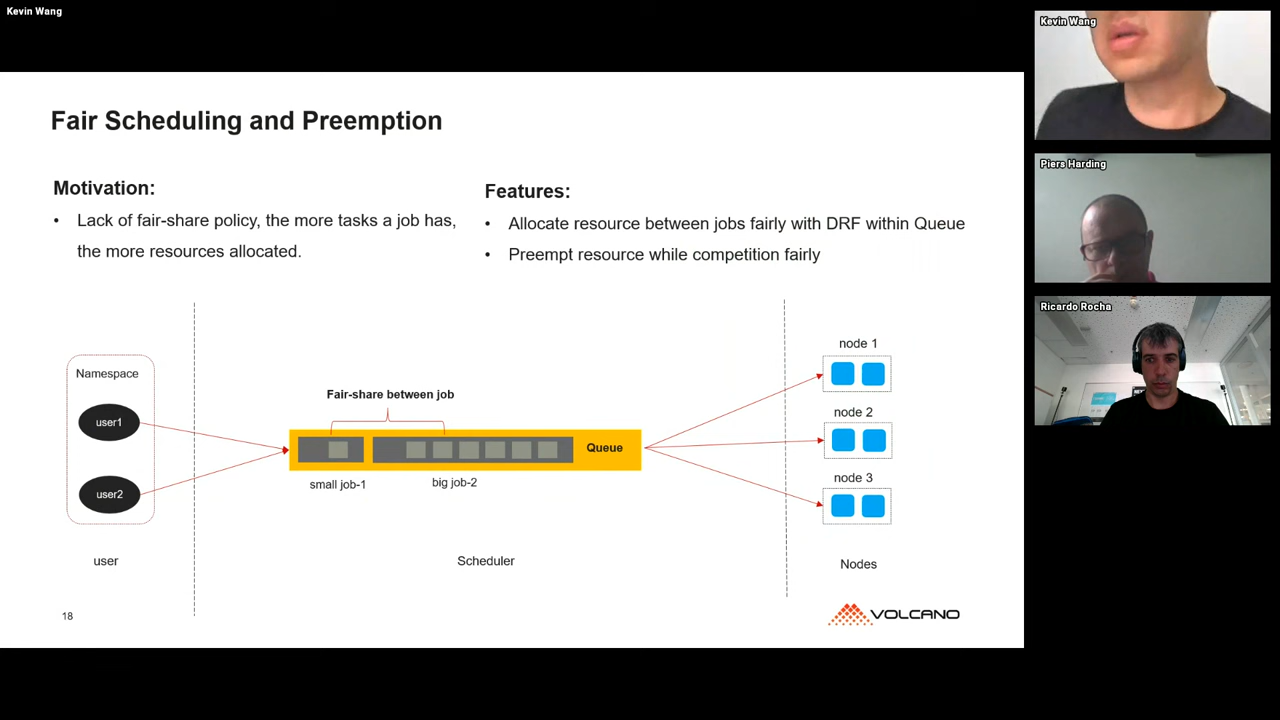 Kevin Wang
Fair Scheduling and Preemption
Motivation:
• Lack of fair-share policy, the more tasks a job has,
the more resources allocated.
Features:
• Allocate resource between jobs fairly with DRF within Queue
• Preempt resource while competition fairly
Namespace
user1
user2
user
Fair-share between job
Queue
small job-1
big job-2
Scheduler
node 1
node 2
node 3
Nodes
18
VOLCANO
Kevin Wang
Piers Harding
Ricardo Rocha